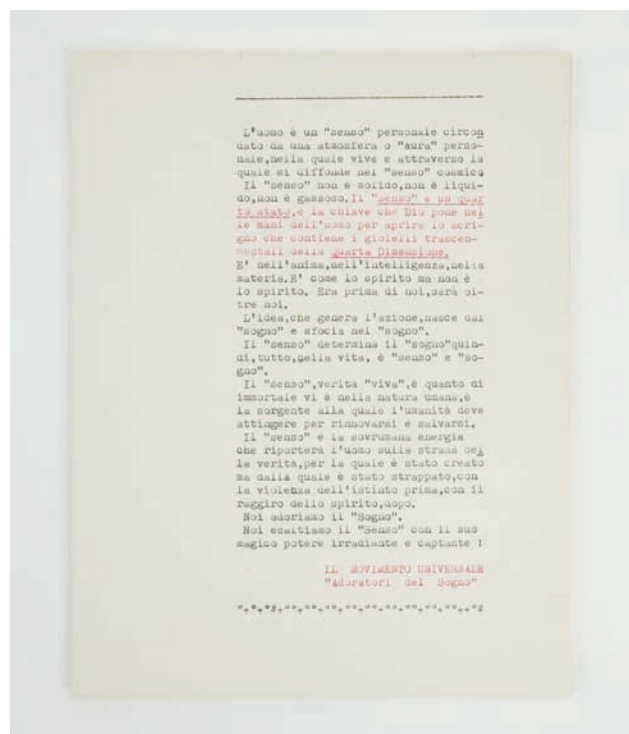 L'uomo è un "senso" personale circon
dato da una atmosfera o "aura" perso-
nale,nella quale vive e attraverso la
quale si diffonde nel "senso" cosmico
Il "senso" non è solido,non è liqui-
do,non è gassoso.Il "senso" è un quar
to stato,è la chiave che Dio pone nel
le mani dell'uomo per aprire lo scri-
gno che contiene i gioielli trascen-
dentali della Quarta Dimensione.
E' nell'anima,nell'intelligenza,nella
materia.E' come lo spirito ma non è
lo spirito. Era prima di noi,sarà ol-
tre noi.
L'idea,che genera l'azione,nasce dal
"sogno" e sfocia nel "sogno".
Il "senso" determina il "sogno"quin-
di,tutto,nella vita, è "senso" e "so-
gno".
Il "senso",verità "viva",è quanto di
immortale vi è nella natura umana,è
la sorgente alla quale l'umanità deve
attingere per rinnovarsi e salvarsi.
Il "senso" è la sovrumana energia
che riporterà l'uomo sulla strada del
la verità,per la quale è stato creato
ma dalla quale è stato strappato,con
la violenza dell'istinto prima,con il
raggiro dello spirito,dopo.
Noi adoriamo il "Sogno".
Noi esaltiamo il "Senso" con il suo
magico potere irradiante e captante !
IL MOVIMENTO UNIVERSALE
"Adoratori del Sogno"